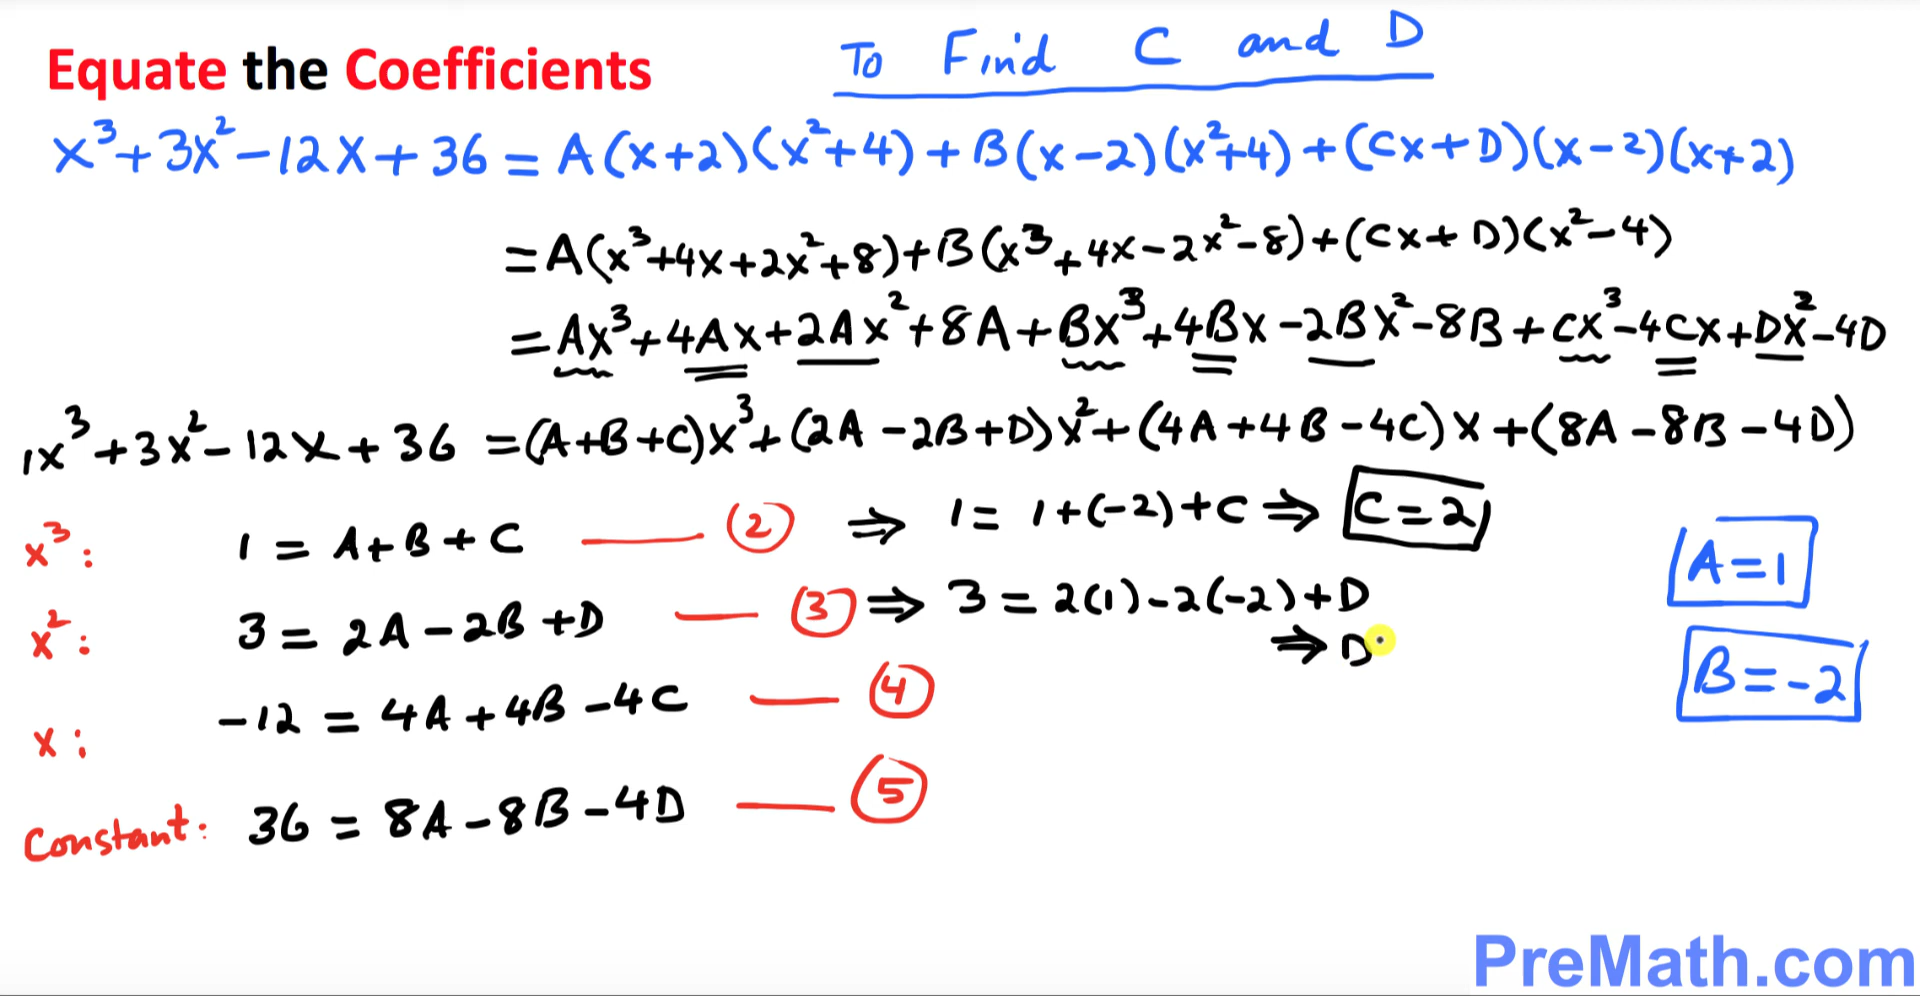 Equate the Coefficients
To Find C and D
x³+3x²-12x+36 = A(x+2)(x²+4)+B(x-2)(x²+4)+(Cx+D)(x-2)(x+2)
=A(x³+4x+2x²+8)+B(x³+4x-2x²-8)+(Cx+D)(x²-4)
=Ax³+4Ax+2Ax²+8A+Bx³+4Bx-2Bx²-8B+Cx³-4Cx+Dx²-4D
1x³+3x²-12x+36 =(A+B+C)x³+(2A-2B+D)x²+(4A+4B-4C)x+(8A-8B-4D)
x³: 1 = A+B+C — (2) ⇒ 1 = 1+(-2)+C ⇒ C=2
A=1
x²: 3 = 2A-2B+D — (3) ⇒ 3 = 2(1)-2(-2)+D
⇒ D
B=-2
x: -12 = 4A+4B-4C — (4)
Constant: 36 = 8A-8B-4D — (5)
PreMath.com